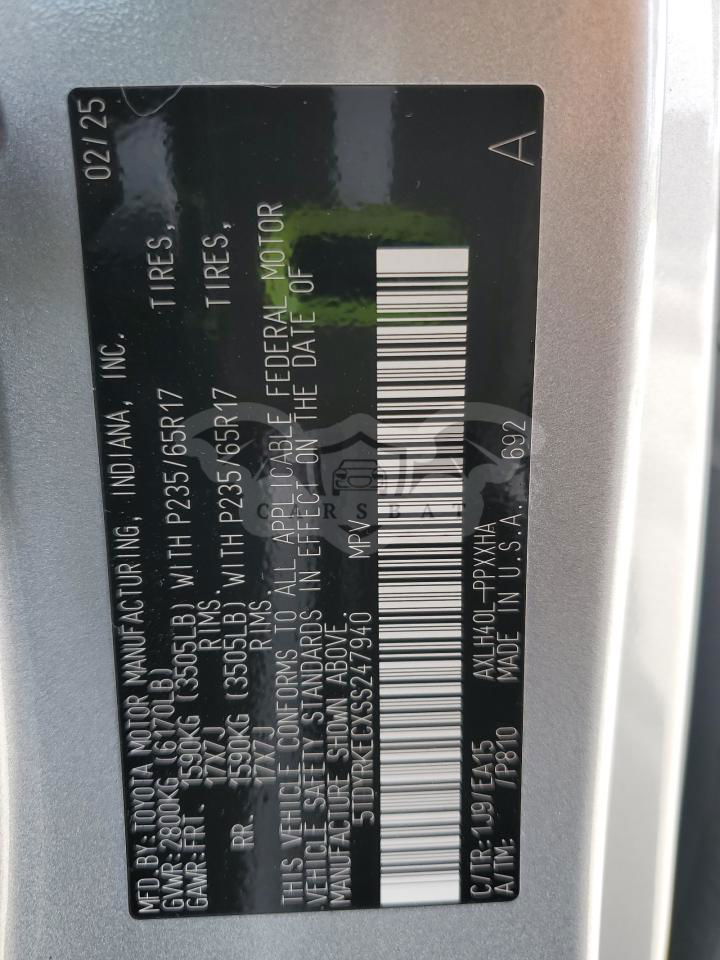 MFD.BY: TOYOTA MOTOR MANUFACTURING, INDIANA, INC. 02/25
GVWR: 2800KG (6170LB)
GAWR: FRT. 1590KG (3505LB) WITH P235/65R17 TIRES,
17X7J RIMS.
RR. 1590KG (3505LB) WITH P235/65R17 TIRES,
17X7J RIMS
THIS VEHICLE CONFORMS TO ALL APPLICABLE FEDERAL MOTOR
VEHICLE SAFETY STANDARDS IN EFFECT ON THE DATE OF
MANUFACTURE SHOWN ABOVE.
5TDYRKECXSS247940 MPV
C/TR: 1J9/EA15 AXLH40L-PPXXHA
A/TM: /P810 MADE IN U.S.A. 692 A
CARSBAT